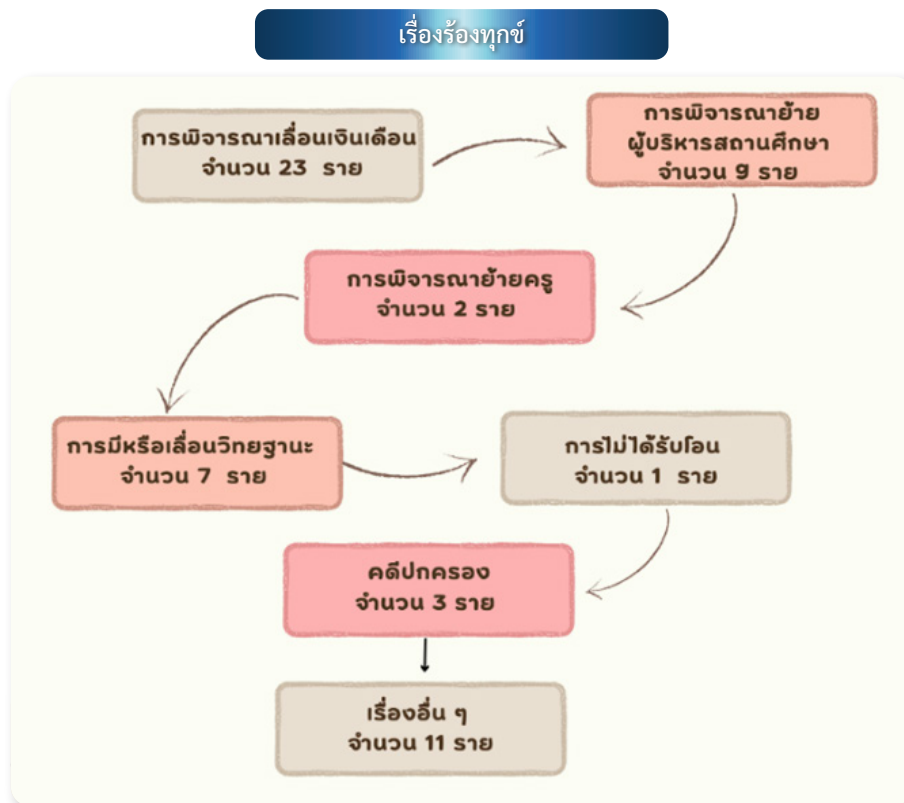 เรื่องร้องทุกข์
การพิจารณาเลื่อนเงินเดือน
จำนวน 23 ราย
การพิจารณาย้าย
ผู้บริหารสถานศึกษา
จำนวน 9 ราย
การพิจารณาย้ายครู
จำนวน 2 ราย
การมีหรือเลื่อนวิทยฐานะ
จำนวน 7 ราย
การไม่ได้รับโอน
จำนวน 1 ราย
คดีปกครอง
จำนวน 3 ราย
เรื่องอื่น ๆ
จำนวน 11 ราย